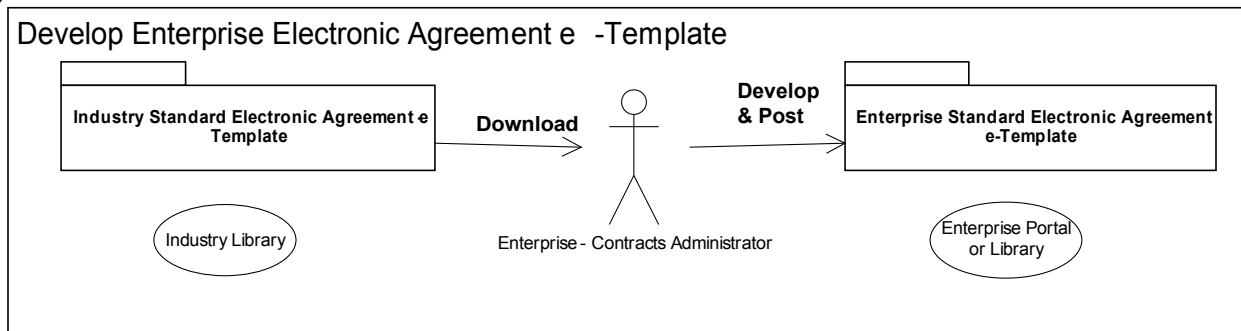 Develop Enterprise Electronic Agreement e -Template
Industry Standard Electronic Agreement e
Template
Download
Develop
& Post
Enterprise Standard Electronic Agreement
e-Template
Industry Library
Enterprise - Contracts Administrator
Enterprise Portal
or Library